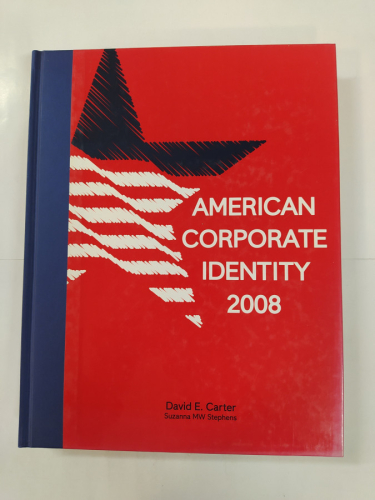 AMERICAN
CORPORATE
IDENTITY
2008
David E. Carter
Suzanna MW Stephens